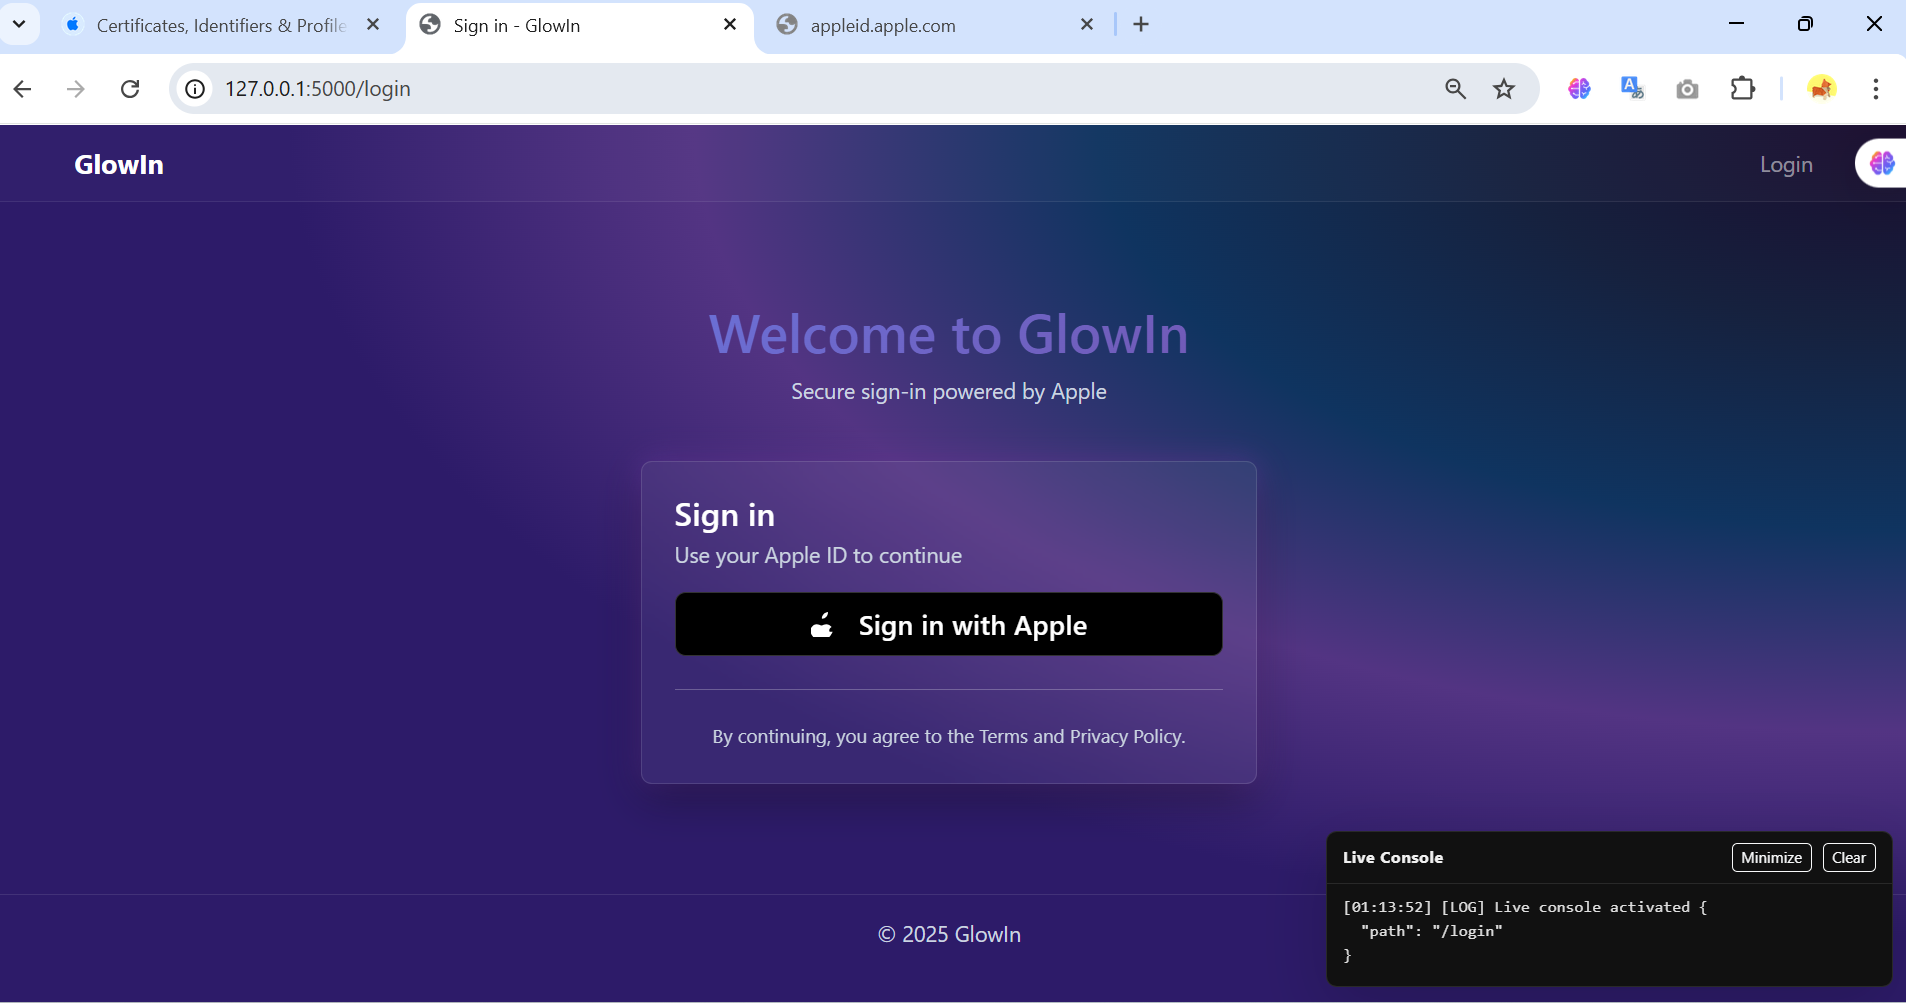 Certificates, Identifiers & Profile
Sign in - GlowIn
appleid.apple.com
127.0.0.1:5000/login
GlowIn
Login
Welcome to GlowIn
Secure sign-in powered by Apple
Sign in
Use your Apple ID to continue
Sign in with Apple
By continuing, you agree to the Terms and Privacy Policy.
Live Console
Minimize
Clear
[01:13:52] [LOG] Live console activated {
"path": "/login"
}
© 2025 GlowIn